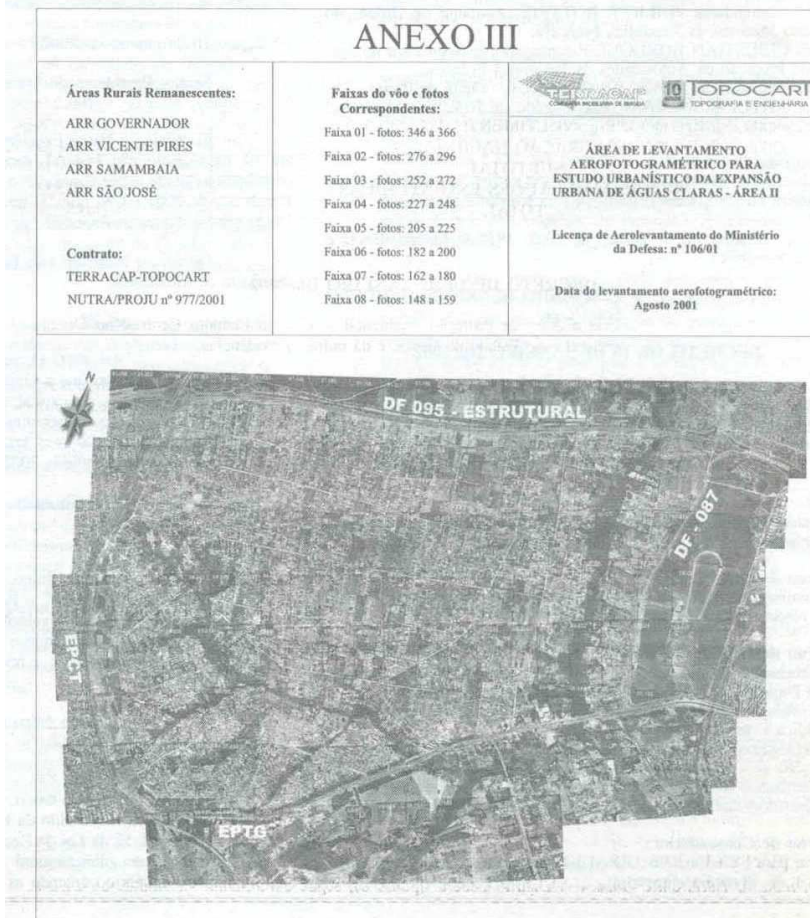 ANEXO III
Áreas Rurais Remanescentes:
ARR GOVERNADOR
ARR VICENTE PIRES
ARR SAMAMBAIA
ARR SÃO JOSÉ
Contrato:
TERRACAP-TOPOCART
NUTRA/PROJU nº 977/2001
Faixas do vôo e fotos
Correspondentes:
Faixa 01 - fotos: 346 a 366
Faixa 02 - fotos: 276 a 296
Faixa 03 - fotos: 252 a 272
Faixa 04 - fotos: 227 a 248
Faixa 05 - fotos: 205 a 225
Faixa 06 - fotos: 182 a 200
Faixa 07 - fotos: 162 a 180
Faixa 08 - fotos: 148 a 159
TERRACAP
COMPANHIA IMOBILIÁRIA DE BRASÍLIA
10
TOPOCART
TOPOGRAFIA E ENGENHARIA
ÁREA DE LEVANTAMENTO
AEROFOTOGRAMÉTRICO PARA
ESTUDO URBANÍSTICO DA EXPANSÃO
URBANA DE ÁGUAS CLARAS - ÁREA II
Licença de Aerolevantamento do Ministério
da Defesa: nº 106/01
Data do levantamento aerofotogramétrico:
Agosto 2001
N
DF 095 - ESTRUTURAL
DF - 087
EPCT
EPTG